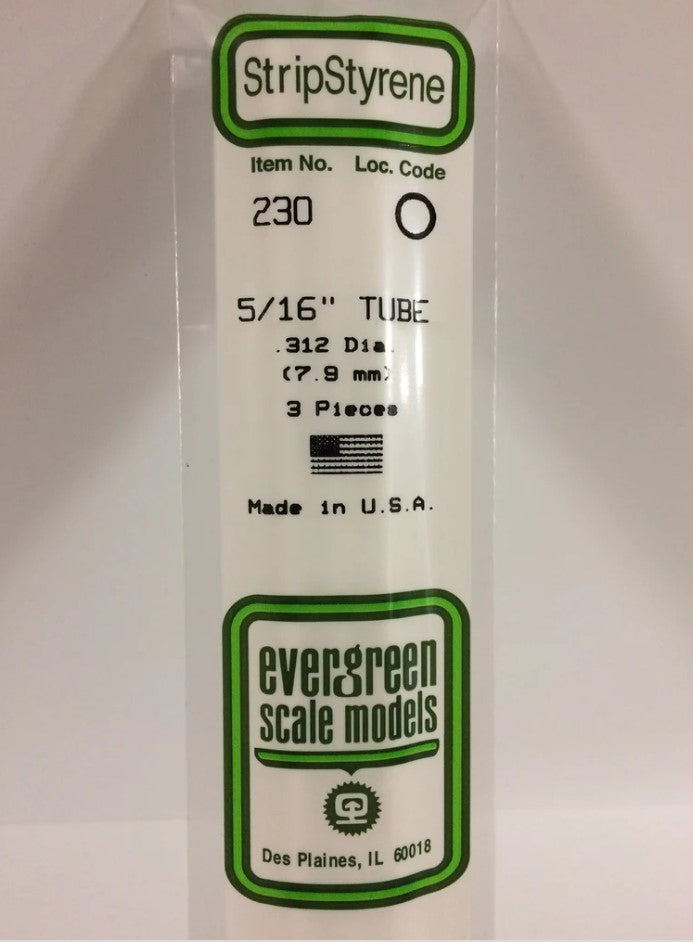 StripStyrene
Item No. Loc. Code
230 O
5/16" TUBE
.312 Dia.
(7.9 mm)
3 Pieces
Made in U.S.A.
evergreen
scale models
Des Plaines, IL 60018